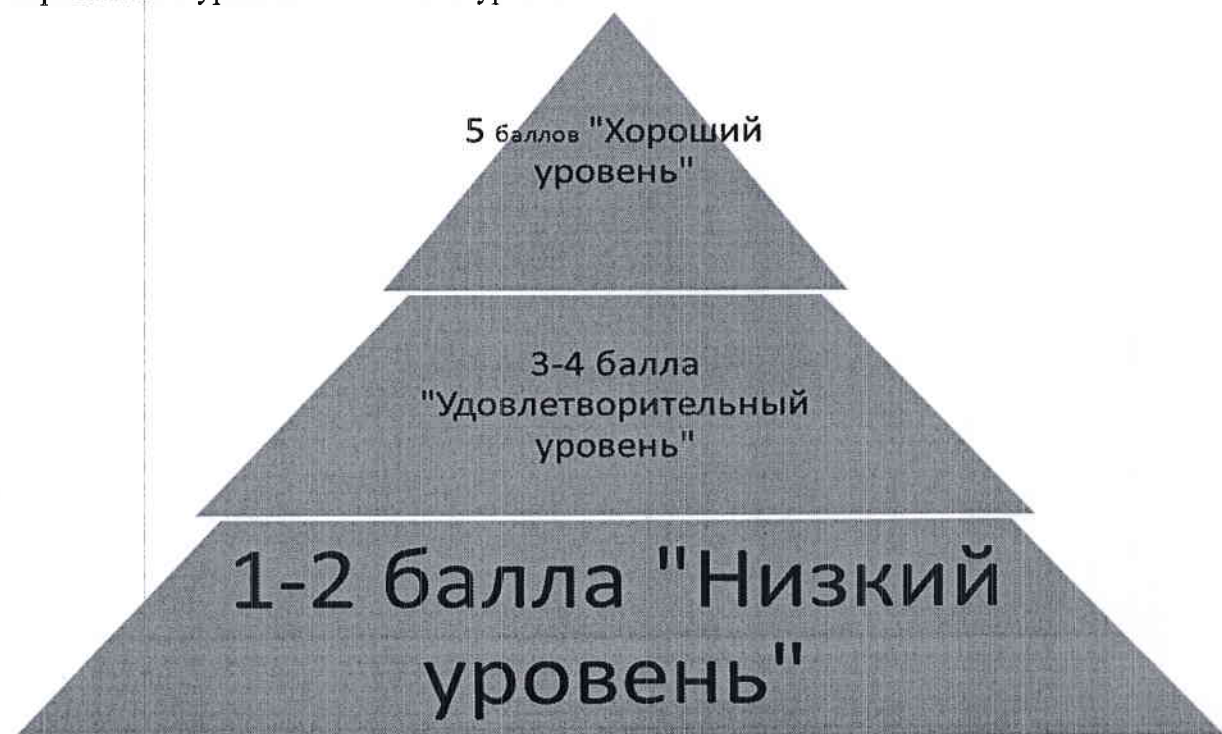 5 баллов "Хороший
уровень"
3-4 балла
"Удовлетворительный
уровень"
1-2 балла "Низкий
уровень"